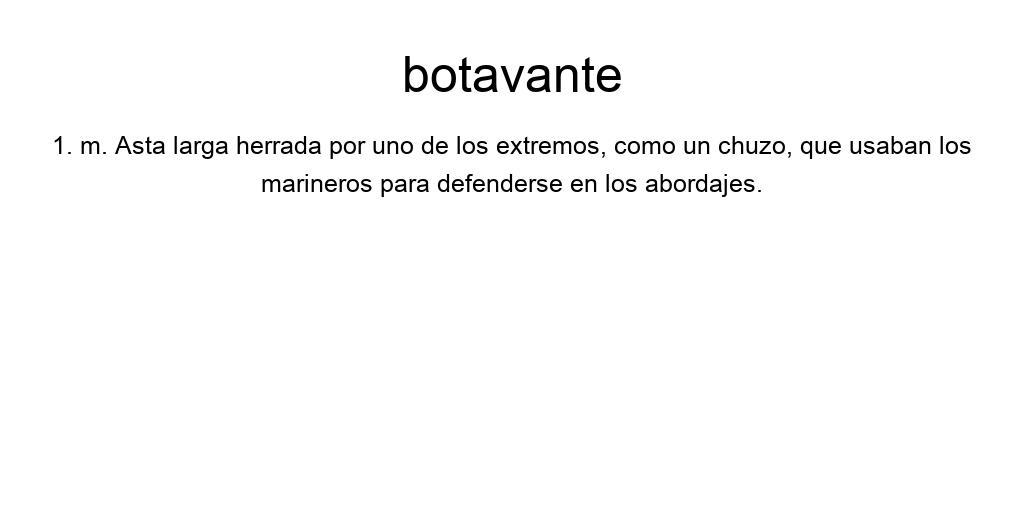 botavante
1. m. Asta larga herrada por uno de los extremos, como un chuzo, que usaban los
marineros para defenderse en los abordajes.